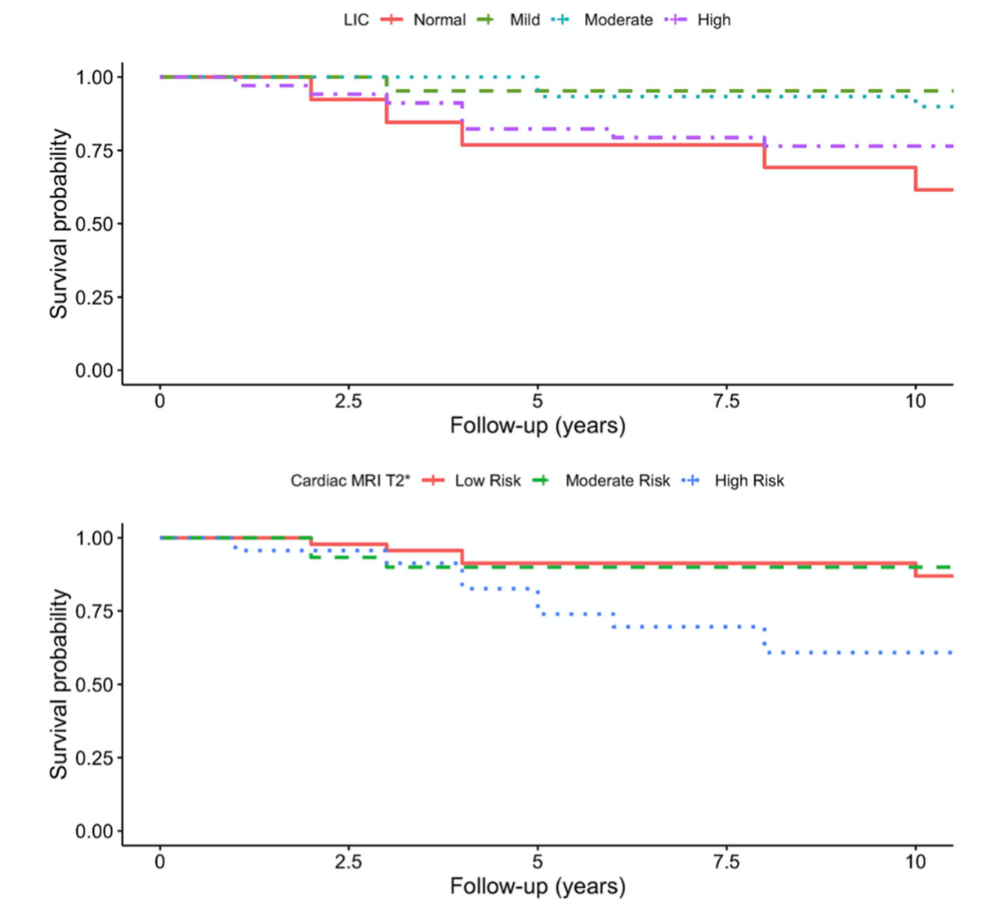 LIC Normal Mild Moderate High
1.00
0.75
0.50
0.25
0.00
Survival probability
0 2.5 5 7.5 10
Follow-up (years)
Cardiac MRI T2* Low Risk Moderate Risk High Risk
1.00
0.75
0.50
0.25
0.00
Survival probability
0 2.5 5 7.5 10
Follow-up (years)